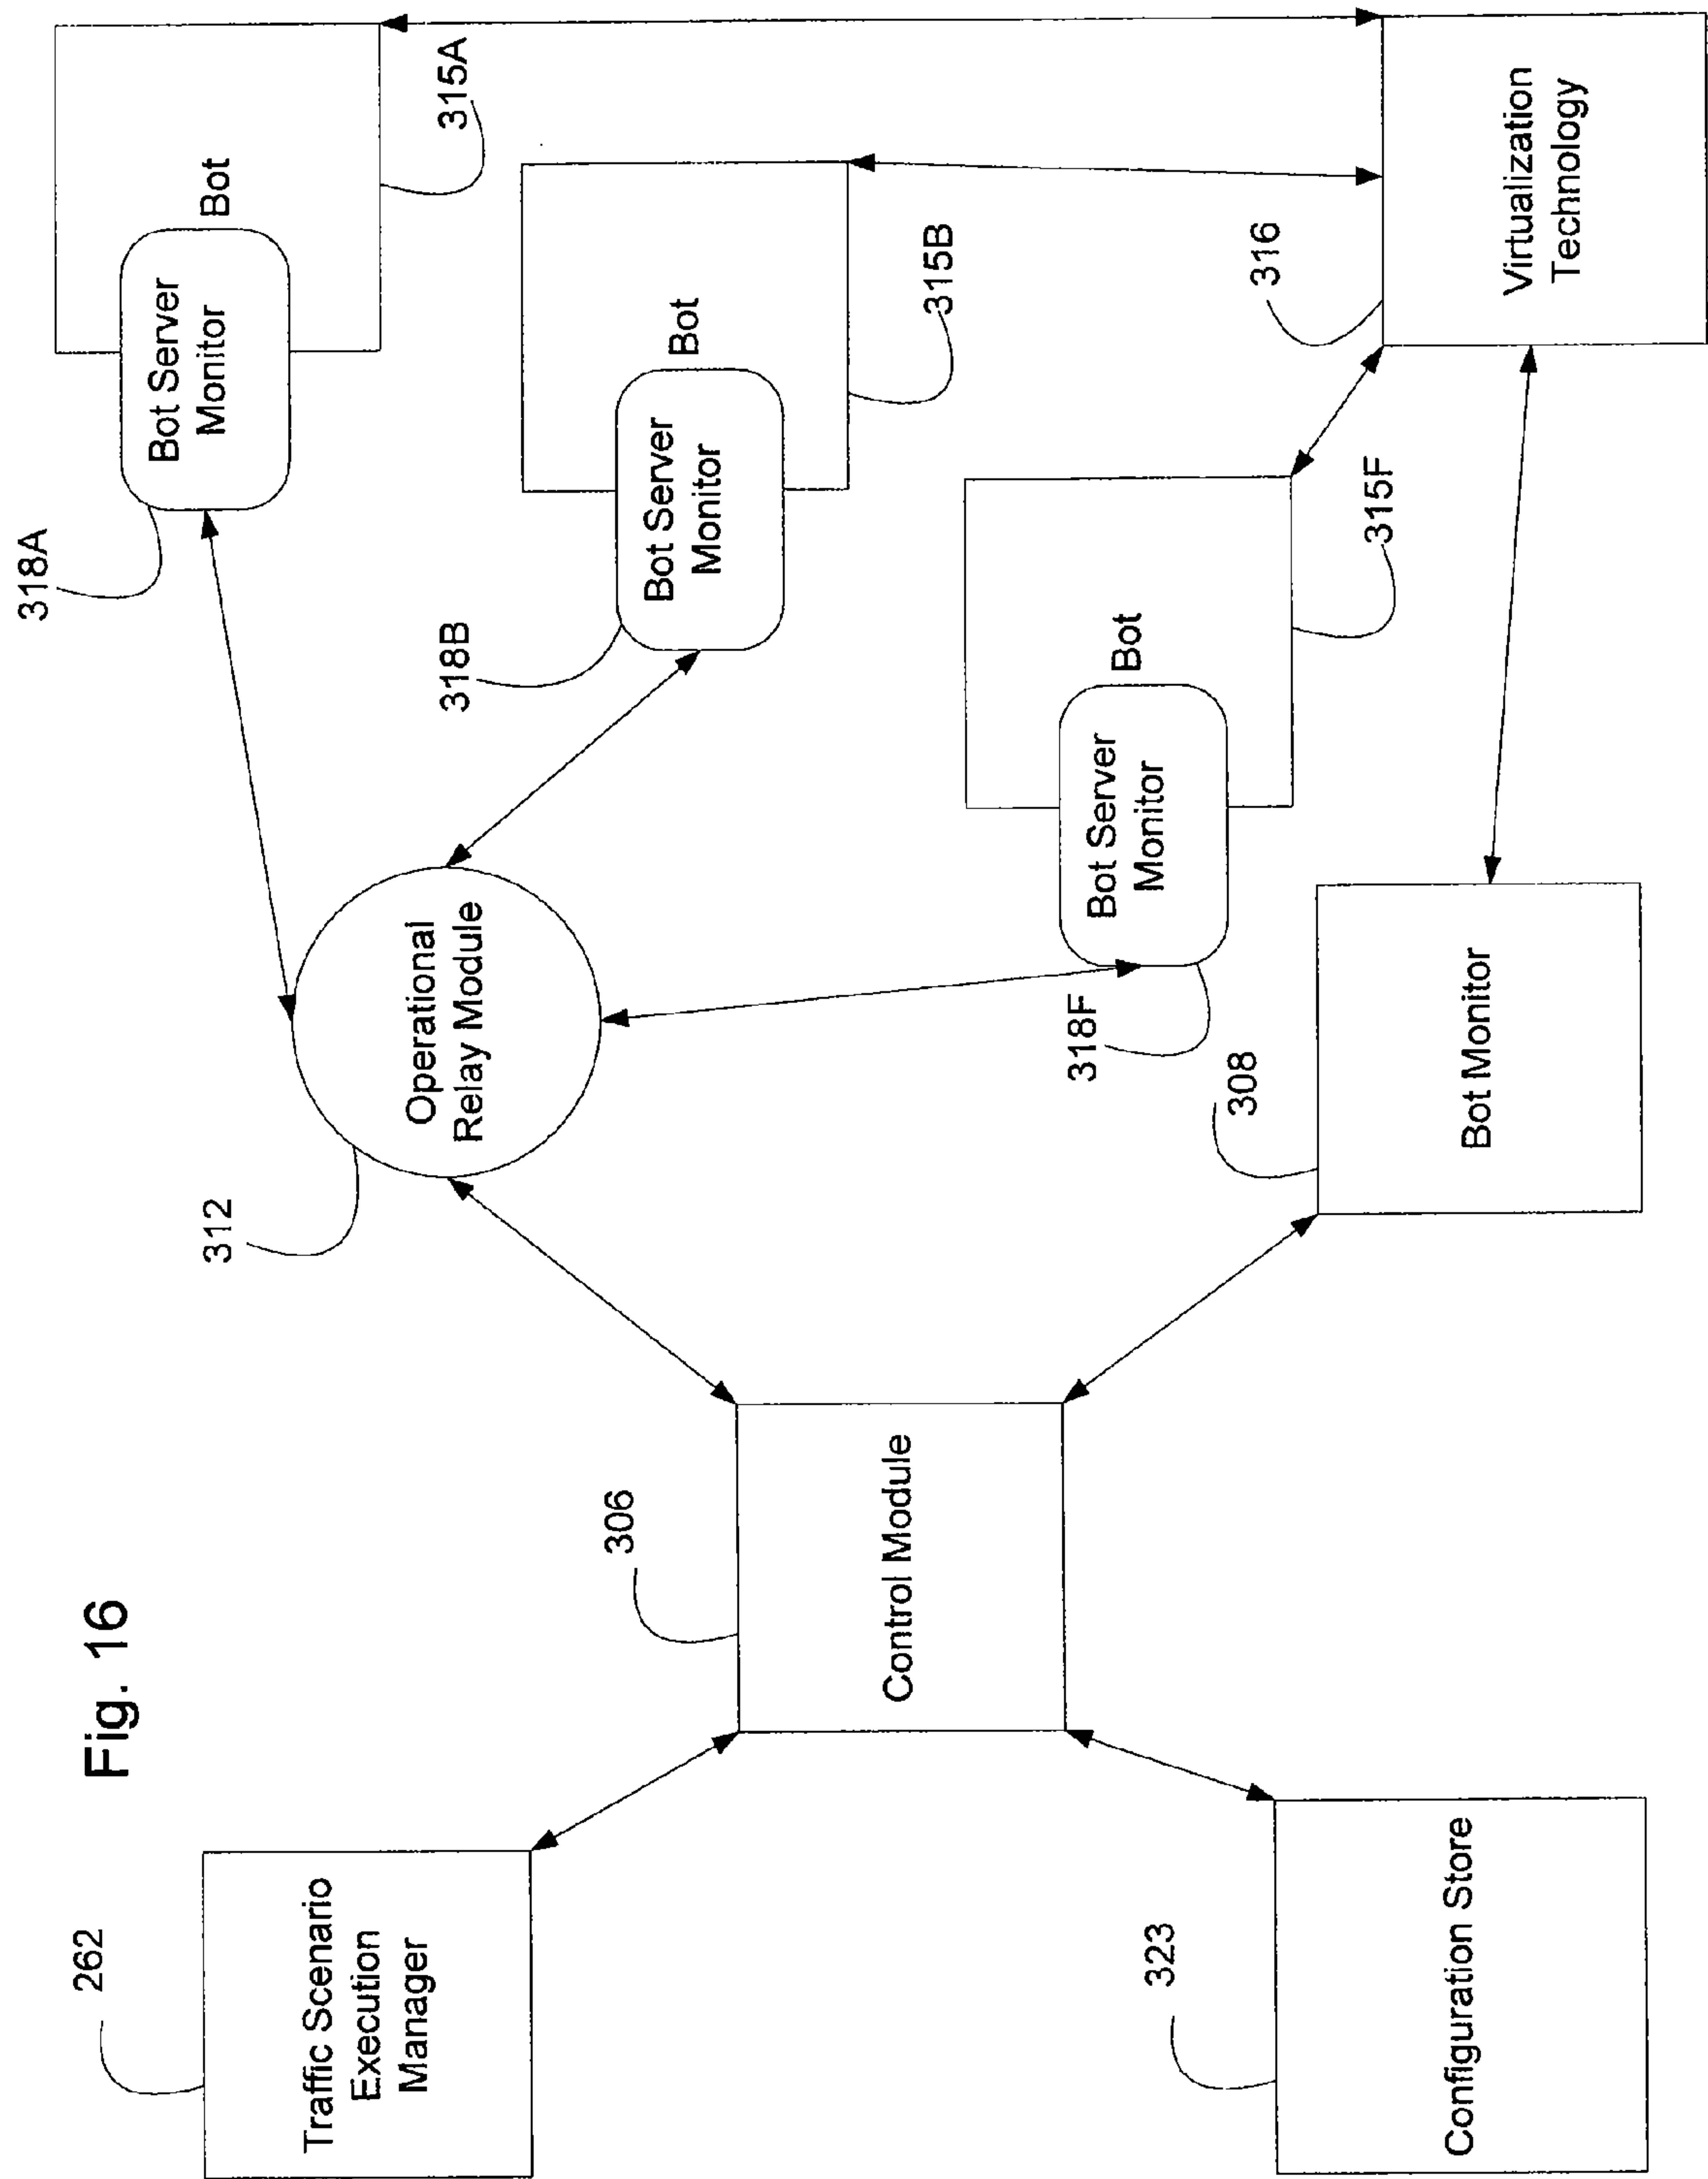 Fig. 16
262
Traffic Scenario
Execution
Manager
323
Configuration Store
306
Control Module
312
Operational
Relay Module
308
Bot Monitor
318A
Bot Server
Monitor
Bot
315A
318B
Bot Server
Monitor
Bot
315B
318F
Bot Server
Monitor
Bot
315F
316
Virtualization
Technology